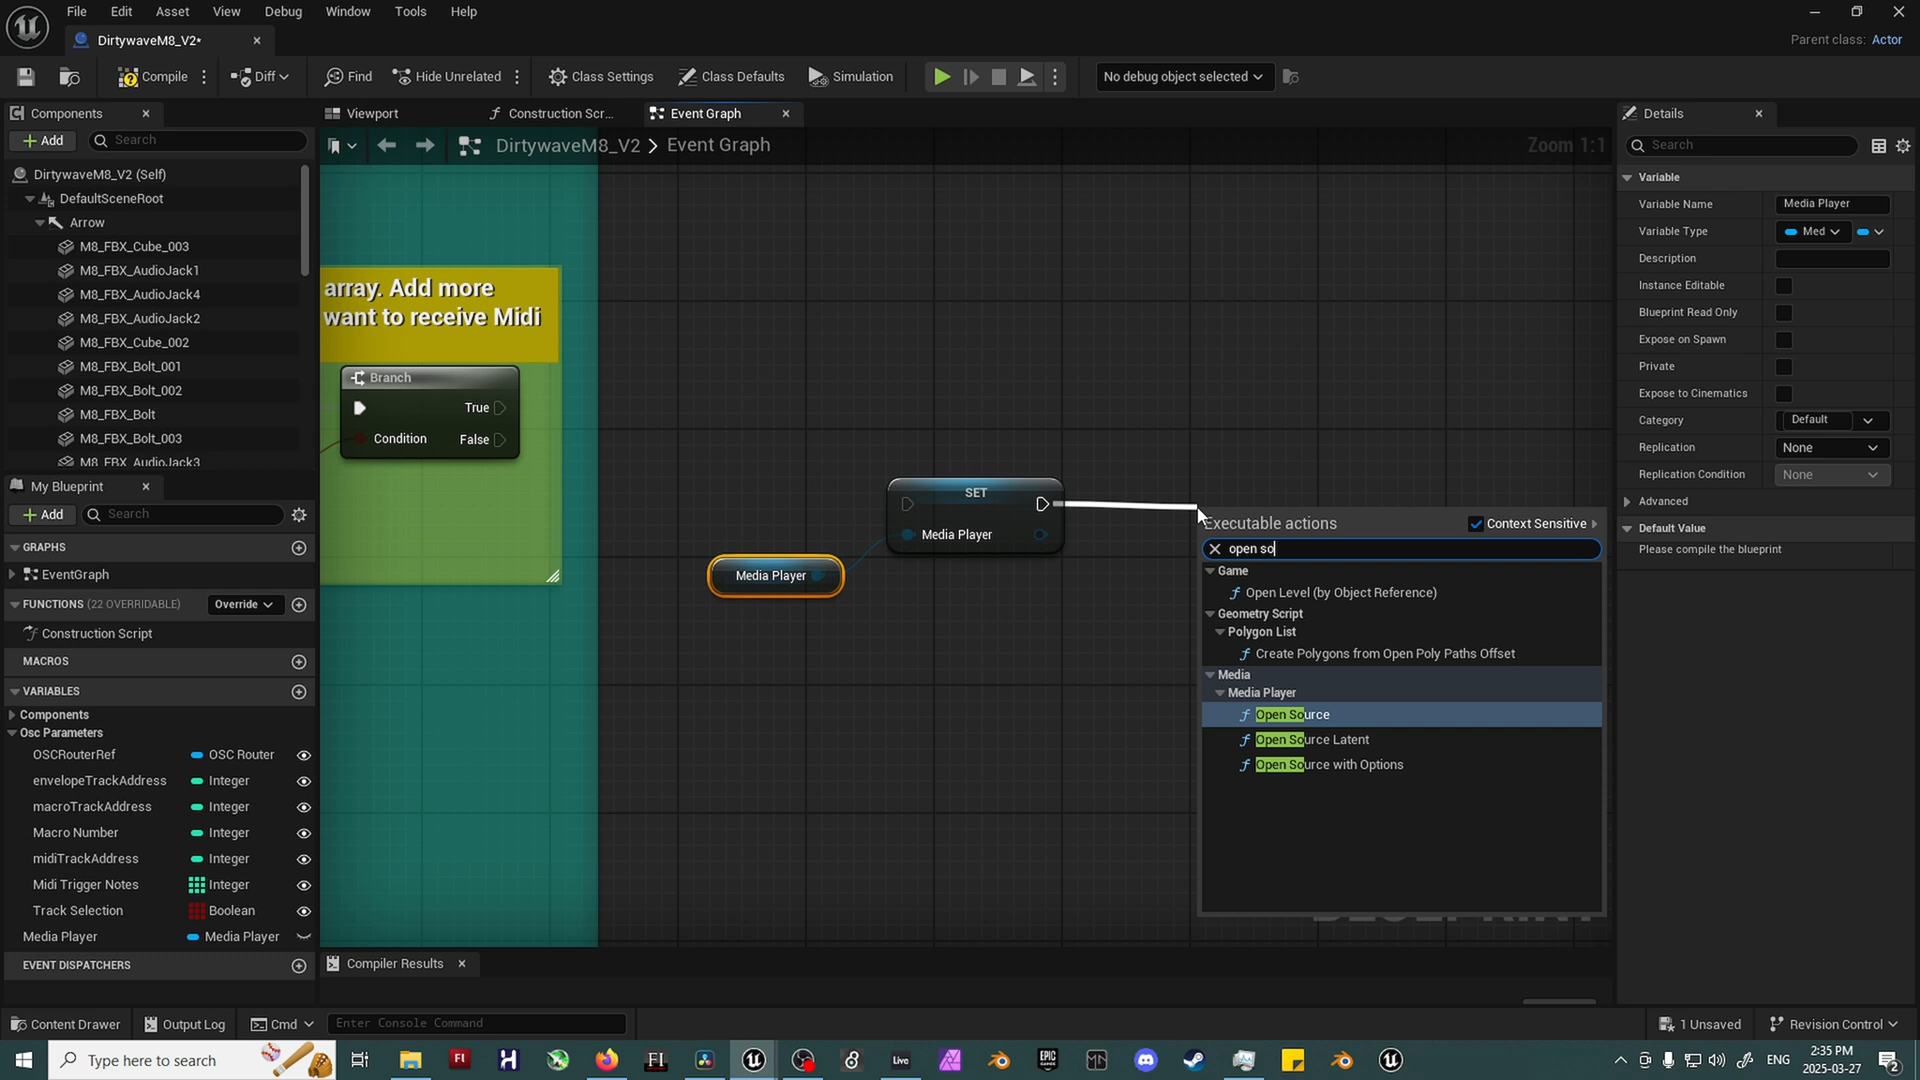 File Edit Asset View Debug Window Tools Help
DirtywaveM8_V2*
Parent class: Actor
Compile Diff Find Hide Unrelated Class Settings Class Defaults Simulation No debug object selected
Components
Add Search
DirtywaveM8_V2 (Self)
DefaultSceneRoot
Arrow
M8_FBX_Cube_003
M8_FBX_AudioJack1
M8_FBX_AudioJack4
M8_FBX_AudioJack2
M8_FBX_Cube_002
M8_FBX_Bolt_001
M8_FBX_Bolt_002
M8_FBX_Bolt
M8_FBX_Bolt_003
M8_FBX_AudioJack3
My Blueprint
Add Search
GRAPHS
EventGraph
FUNCTIONS (22 OVERRIDABLE) Override
Construction Script
MACROS
VARIABLES
Components
Osc Parameters
OSCRouterRef OSC Router
envelopeTrackAddress Integer
macroTrackAddress Integer
Macro Number Integer
midiTrackAddress Integer
Midi Trigger Notes Integer
Track Selection Boolean
Media Player Media Player
EVENT DISPATCHERS
Viewport Construction Scr... Event Graph
DirtywaveM8_V2 > Event Graph
Zoom 1:1
array. Add more
want to receive Midi
Branch
True
Condition False
SET
Media Player
Media Player
Executable actions Context Sensitive
open so
Game
Open Level (by Object Reference)
Geometry Script
Polygon List
Create Polygons from Open Poly Paths Offset
Media
Media Player
Open Source
Open Source Latent
Open Source with Options
Compiler Results
Details
Search
Variable
Variable Name Media Player
Variable Type Med
Description
Instance Editable
Blueprint Read Only
Expose on Spawn
Private
Expose to Cinematics
Category Default
Replication None
Replication Condition None
Advanced
Default Value
Please compile the blueprint
Content Drawer Output Log Cmd Enter Console Command 1 Unsaved Revision Control
Type here to search
Live
EPIC
GAMES
ENG
2:35 PM
2025-03-27
2